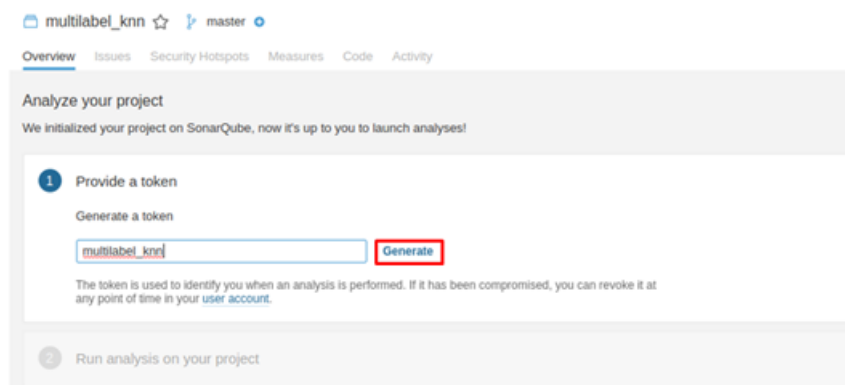 multilabel_knn master
Overview Issues Security Hotspots Measures Code Activity
Analyze your project
We initialized your project on SonarQube, now it's up to you to launch analyses!
1 Provide a token
Generate a token
multilabel_knn Generate
The token is used to identify you when an analysis is performed. If it has been compromised, you can revoke it at
any point of time in your user account.
2 Run analysis on your project